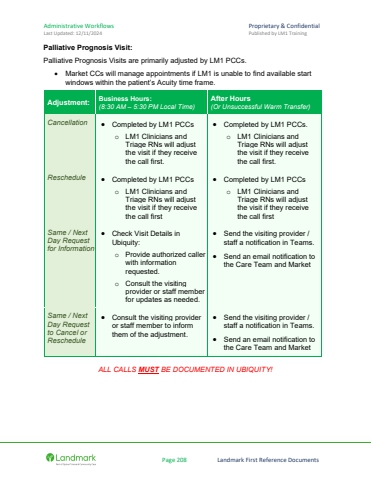 Administrative Workflows Proprietary & Confidential
Last Updated: 12/11/2024 Published by LM1 Training
Palliative Prognosis Visit:
Palliative Prognosis Visits are primarily adjusted by LM1 PCCs.
• Market CCs will manage appointments if LM1 is unable to find available start
windows within the patient's Acuity time frame.
Adjustment:
Business Hours:
(8:30 AM – 5:30 PM Local Time)
After Hours
(Or Unsuccessful Warm Transfer)
Cancellation
• Completed by LM1 PCCs.
o LM1 Clinicians and
Triage RNs will adjust
the visit if they receive
the call first.
• Completed by LM1 PCCs.
o LM1 Clinicians and
Triage RNs will adjust
the visit if they receive
the call first.
Reschedule
• Completed by LM1 PCCs
o LM1 Clinicians and
Triage RNs will adjust
the visit if they receive
the call first
• Completed by LM1 PCCs
o LM1 Clinicians and
Triage RNs will adjust
the visit if they receive
the call first
Same / Next
Day Request
for Information
• Check Visit Details in
Ubiquity:
o Provide authorized caller
with information
requested.
o Consult the visiting
provider or staff member
for updates as needed.
• Send the visiting provider /
staff a notification in Teams.
• Send an email notification to
the Care Team and Market
Same / Next
Day Request
to Cancel or
Reschedule
• Consult the visiting provider
or staff member to inform
them of the adjustment.
• Send the visiting provider /
staff a notification in Teams.
• Send an email notification to
the Care Team and Market
ALL CALLS MUST BE DOCUMENTED IN UBIQUITY!
Landmark
Page 208
Landmark First Reference Documents